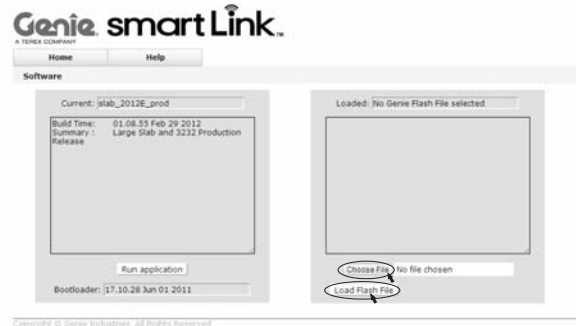 Genie smartLink™
A TEREX COMPANY
Home Help
Software
Current: slab_2012E_prod
Build Time: 01.08.55 Feb 29 2012
Summary : Large Slab and 3232 Production
Release
Run application
Bootloader: 17.10.28 Jun 01 2011
Loaded: No Genie Flash File selected
Choose File No file chosen
Load Flash File
Copyright © Genie Industries. All Rights Reserved